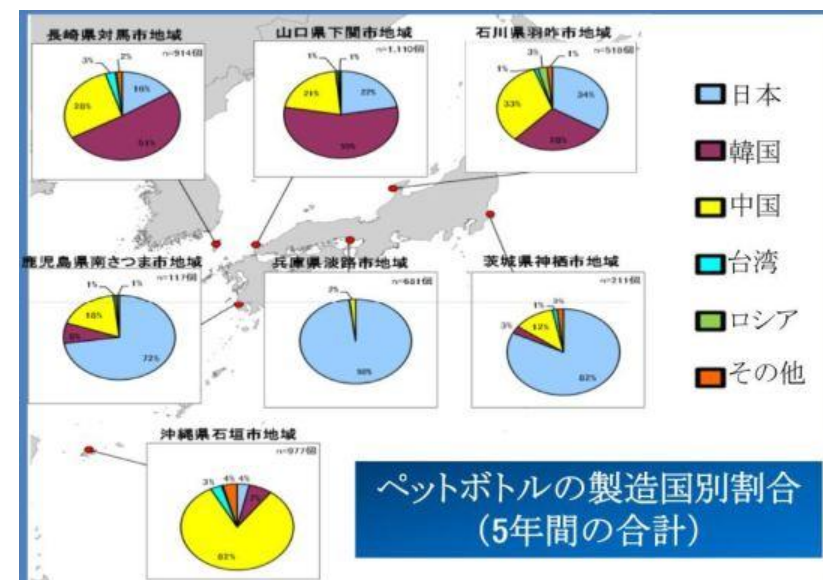 長崎県対馬市地域
n=914個
3%
2%
16%
28%
51%
山口県下関市地域
n=1,110個
1%
1%
21%
22%
石川県羽咋市地域
3%
1%
1%
33%
34%
日本
韓国
中国
台湾
ロシア
その他
鹿児島県南さつま市地域
n=117個
1%
1%
18%
72%
兵庫県淡路市地域
n=681個
2%
98%
茨城県神栖市地域
n=211個
1%
3%
3%
12%
82%
沖縄県石垣市地域
n=977個
3%
4%
4%
7%
82%
ペットボトルの製造国別割合
(5年間の合計)